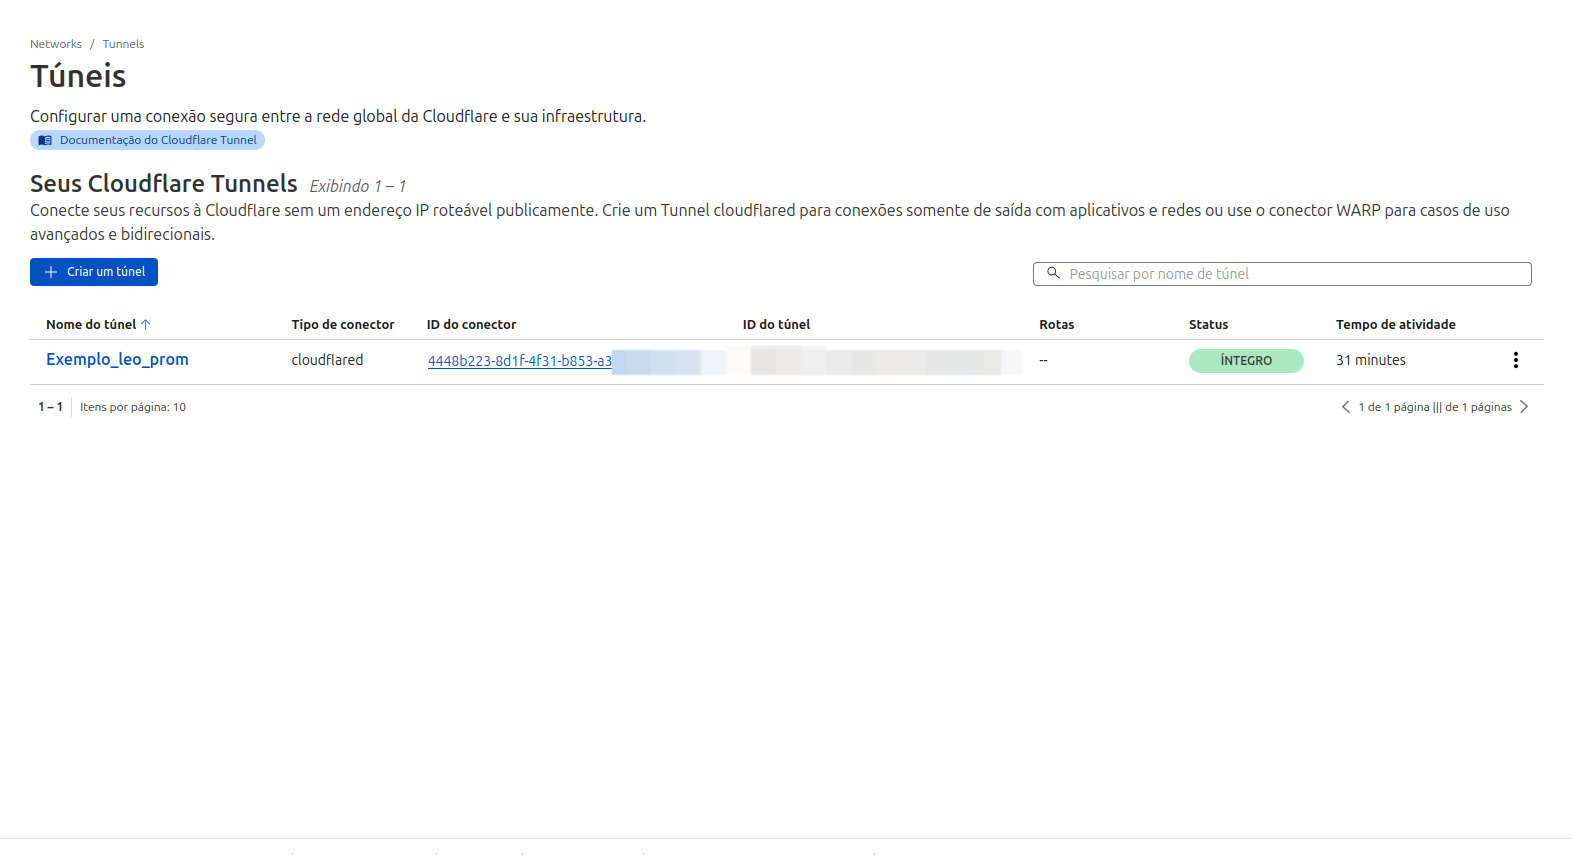 Networks / Tunnels
Túneis
Configurar uma conexão segura entre a rede global da Cloudflare e sua infraestrutura.
Documentação do Cloudflare Tunnel
Seus Cloudflare Tunnels Exibindo 1 – 1
Conecte seus recursos à Cloudflare sem um endereço IP roteável publicamente. Crie um Tunnel cloudflared para conexões somente de saída com aplicativos e redes ou use o conector WARP para casos de uso
avançados e bidirecionais.
Criar um túnel
Pesquisar por nome de túnel
Nome do túnel Tipo de conector ID do conector ID do túnel Rotas Status Tempo de atividade
Exemplo_leo_prom cloudflared 4448b223-8d1f-4f31-b853-a3 -- ÍNTEGRO 31 minutes
1 – 1 Itens por página: 10 1 de 1 página ||| de 1 páginas